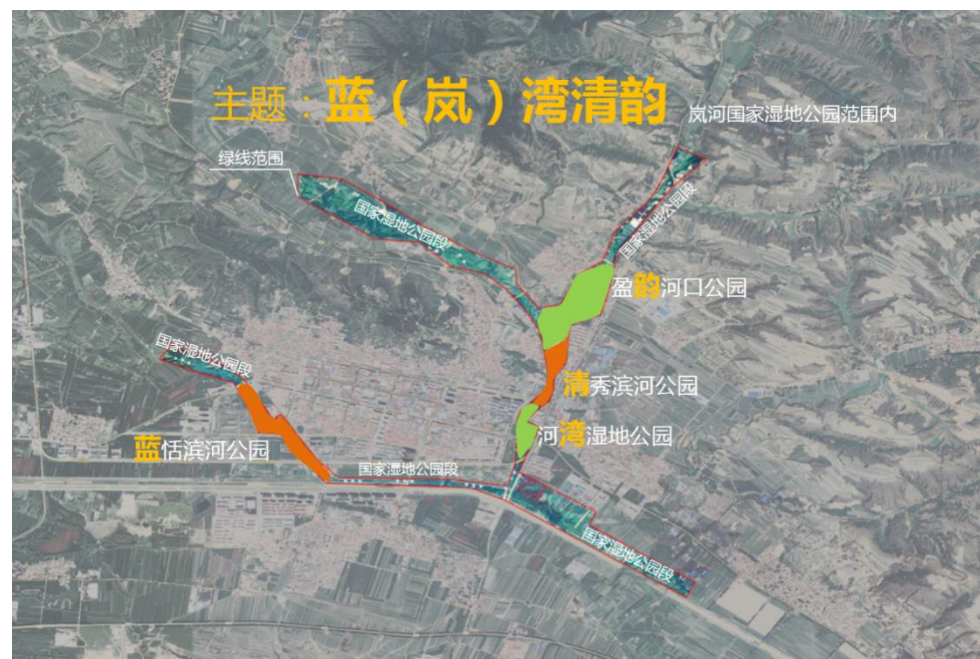 主题：蓝（岚）湾清韵
岚河国家湿地公园范围内
绿线范围
国家湿地公园段
国家湿地公园段
盈韵河口公园
国家湿地公园段
清秀滨河公园
蓝恬滨河公园
河湾湿地公园
国家湿地公园段
国家湿地公园段